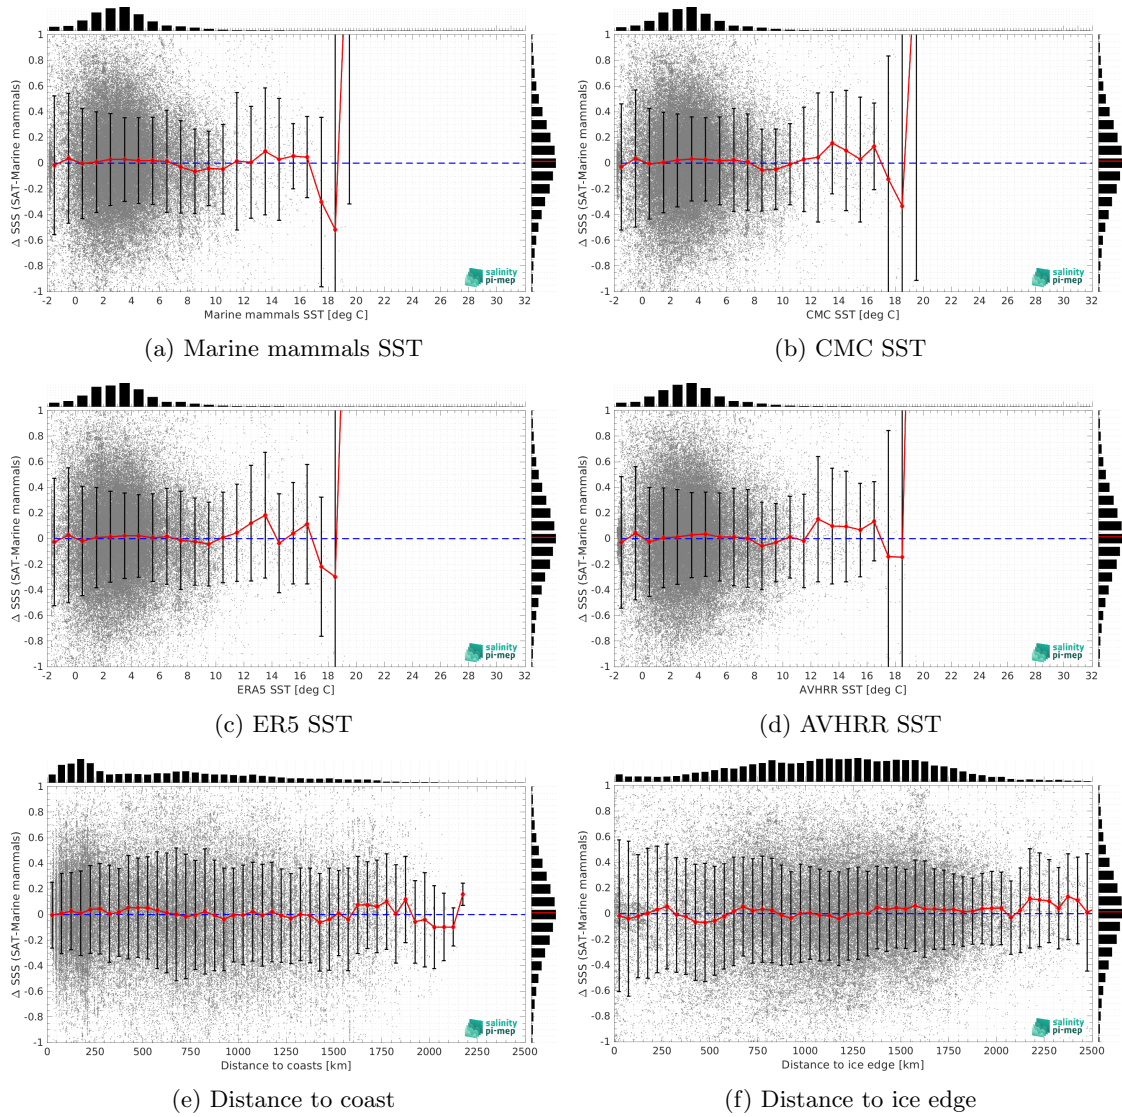 1
0.8
0.6
0.4
0.2
0
-0.2
-0.4
-0.6
-0.8
-1
Δ SSS (SAT-Marine mammals)
salinity
pi-mep
-2 0 2 4 6 8 10 12 14 16 18 20 22 24 26 28 30 32
Marine mammals SST [deg C]
(a) Marine mammals SST
1
0.8
0.6
0.4
0.2
0
-0.2
-0.4
-0.6
-0.8
-1
Δ SSS (SAT-Marine mammals)
salinity
pi-mep
-2 0 2 4 6 8 10 12 14 16 18 20 22 24 26 28 30 32
CMC SST [deg C]
(b) CMC SST
1
0.8
0.6
0.4
0.2
0
-0.2
-0.4
-0.6
-0.8
-1
Δ SSS (SAT-Marine mammals)
salinity
pi-mep
-2 0 2 4 6 8 10 12 14 16 18 20 22 24 26 28 30 32
ERA5 SST [deg C]
(c) ER5 SST
1
0.8
0.6
0.4
0.2
0
-0.2
-0.4
-0.6
-0.8
-1
Δ SSS (SAT-Marine mammals)
salinity
pi-mep
-2 0 2 4 6 8 10 12 14 16 18 20 22 24 26 28 30 32
AVHRR SST [deg C]
(d) AVHRR SST
1
0.8
0.6
0.4
0.2
0
-0.2
-0.4
-0.6
-0.8
-1
Δ SSS (SAT-Marine mammals)
salinity
pi-mep
0 250 500 750 1000 1250 1500 1750 2000 2250 2500
Distance to coasts [km]
(e) Distance to coast
1
0.8
0.6
0.4
0.2
0
-0.2
-0.4
-0.6
-0.8
-1
Δ SSS (SAT-Marine mammals)
salinity
pi-mep
0 250 500 750 1000 1250 1500 1750 2000 2250 2500
Distance to ice edge [km]
(f) Distance to ice edge